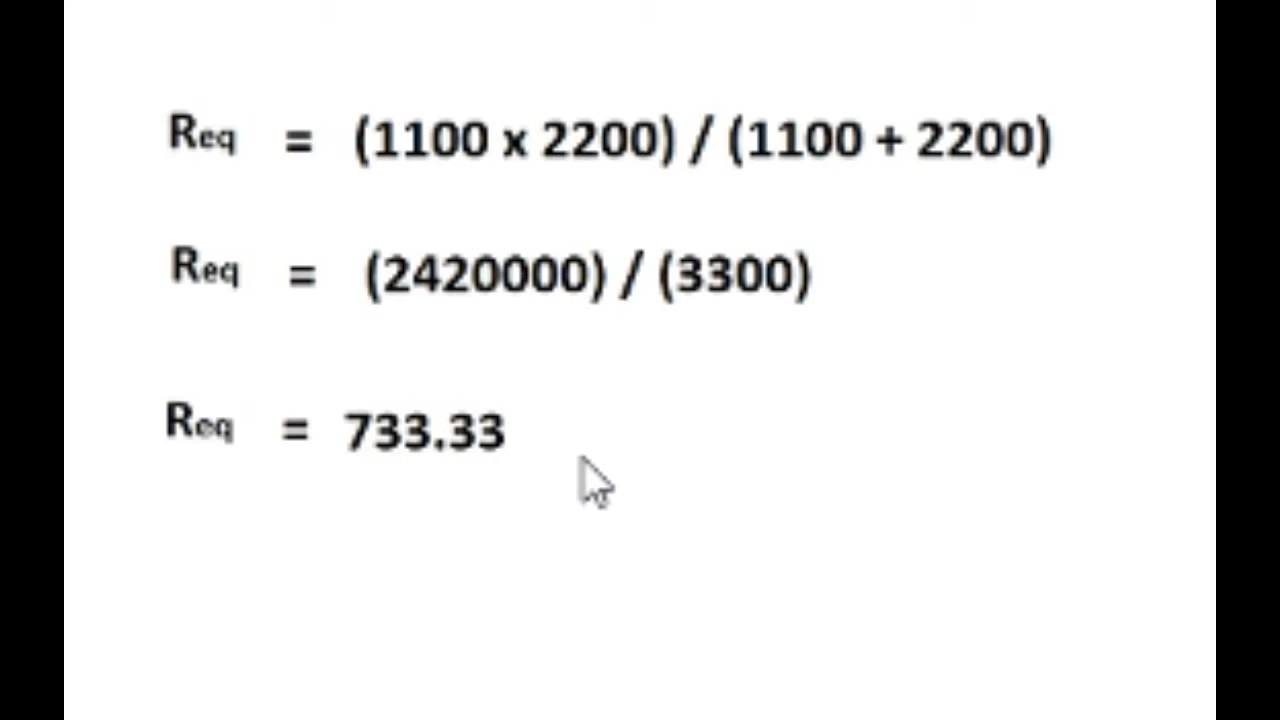 Req = (1100 x 2200) / (1100 + 2200)
Req = (2420000) / (3300)
Req = 733.33